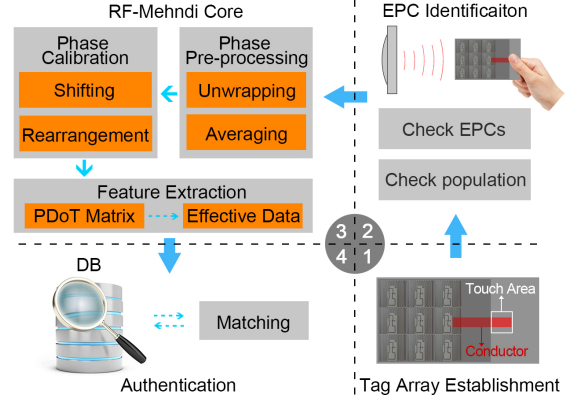 RF-Mehndi Core
Phase
Calibration
Shifting
Rearrangement
Phase
Pre-processing
Unwrapping
Averaging
Feature Extraction
PDoT Matrix
Effective Data
EPC Identificaiton
Check EPCs
Check population
3 2
4 1
DB
Matching
Authentication
Touch Area
Conductor
Tag Array Establishment